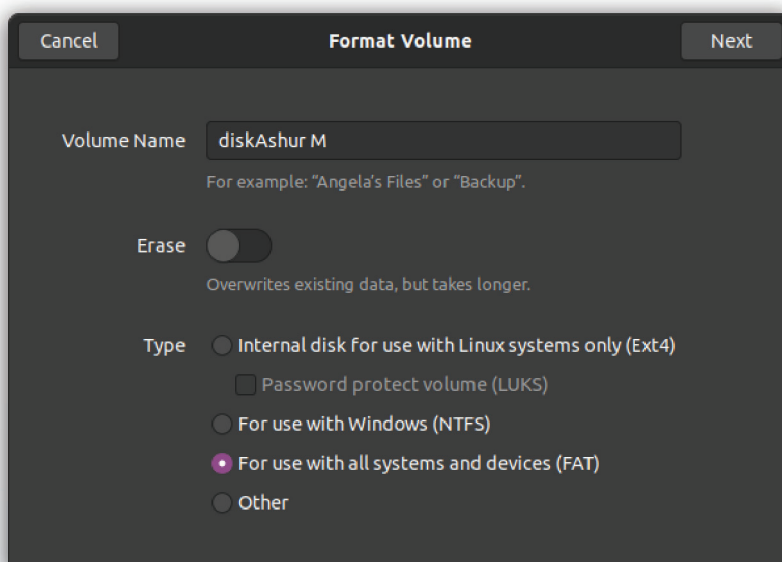 Cancel
Format Volume
Next
Volume Name
diskAshur M
For example: “Angela’s Files” or “Backup”.
Erase
Overwrites existing data, but takes longer.
Type
Internal disk for use with Linux systems only (Ext4)
Password protect volume (LUKS)
For use with Windows (NTFS)
For use with all systems and devices (FAT)
Other